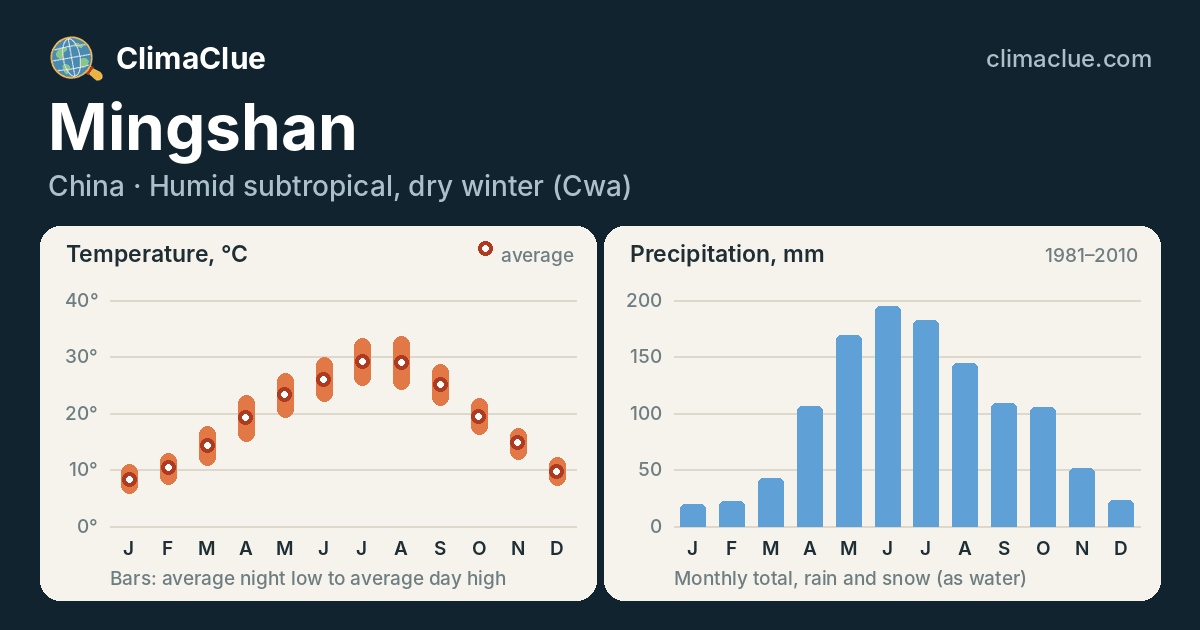 ClimaClue
climaclue.com
Mingshan
China · Humid subtropical, dry winter (Cwa)
Temperature, °C
average
40°
30°
20°
10°
0°
J F M A M J J A S O N D
Bars: average night low to average day high
Precipitation, mm
1981–2010
200
150
100
50
0
J F M A M J J A S O N D
Monthly total, rain and snow (as water)